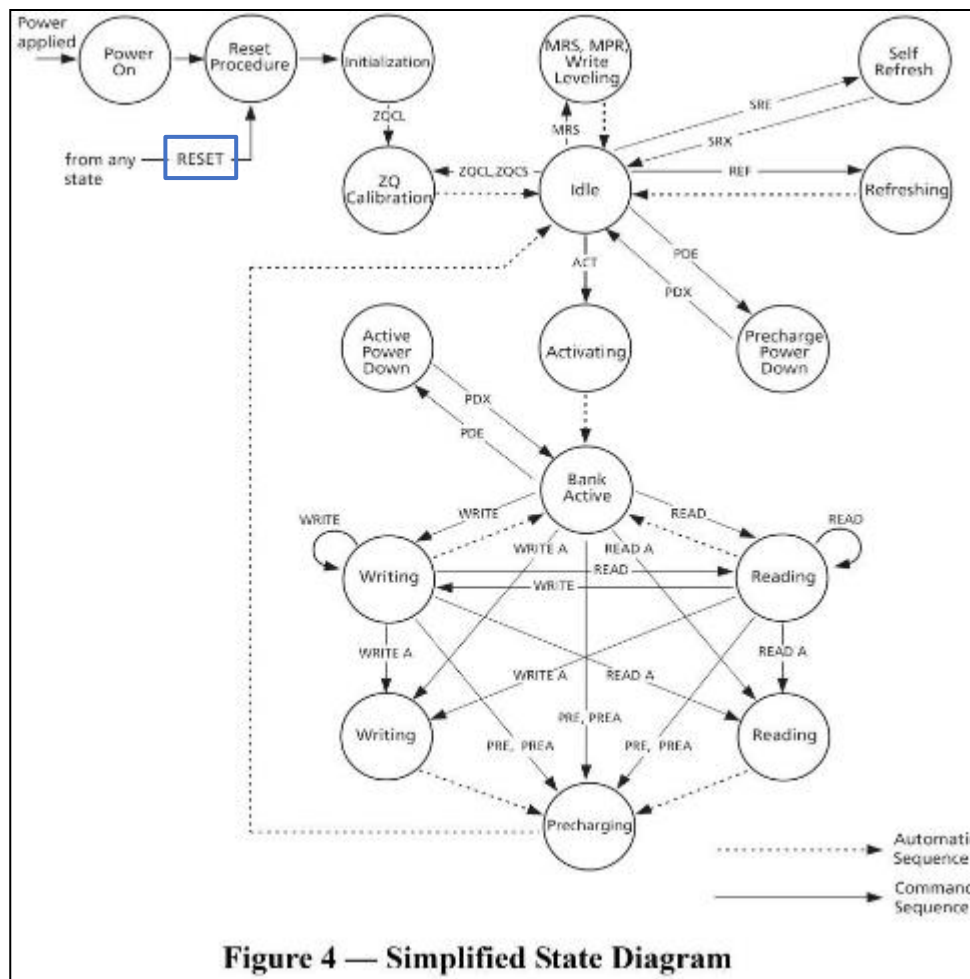 Power
applied
Power
On
Reset
Procedure
Initialization
MRS, MPR,
Write
Leveling
Self
Refresh
ZQCL
MRS
SRE
SRX
from any
state
RESET
ZQ
Calibration
ZQCL,ZQCS
Idle
REF
Refreshing
ACT
PDE
PDX
Active
Power
Down
Activating
Precharge
Power
Down
PDX
PDE
Bank
Active
WRITE
WRITE
READ
READ
WRITE A
READ A
Writing
READ
WRITE
Reading
WRITE A
WRITE A
READ A
READ A
Writing
PRE, PREA
PRE, PREA
PRE, PREA
Reading
Precharging
Automati
Sequence
Comman
Sequence
Figure 4 — Simplified State Diagram